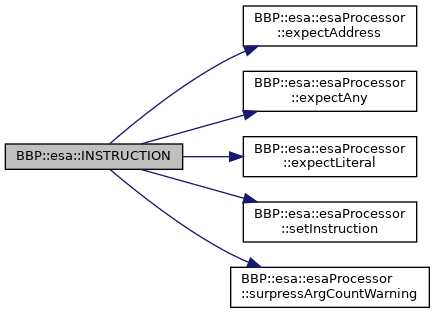 BBP::esa::esaProcessor
::expectAddress
BBP::esa::esaProcessor
::expectAny
BBP::esa::INSTRUCTION
BBP::esa::esaProcessor
::expectLiteral
BBP::esa::esaProcessor
::setInstruction
BBP::esa::esaProcessor
::surpressArgCountWarning